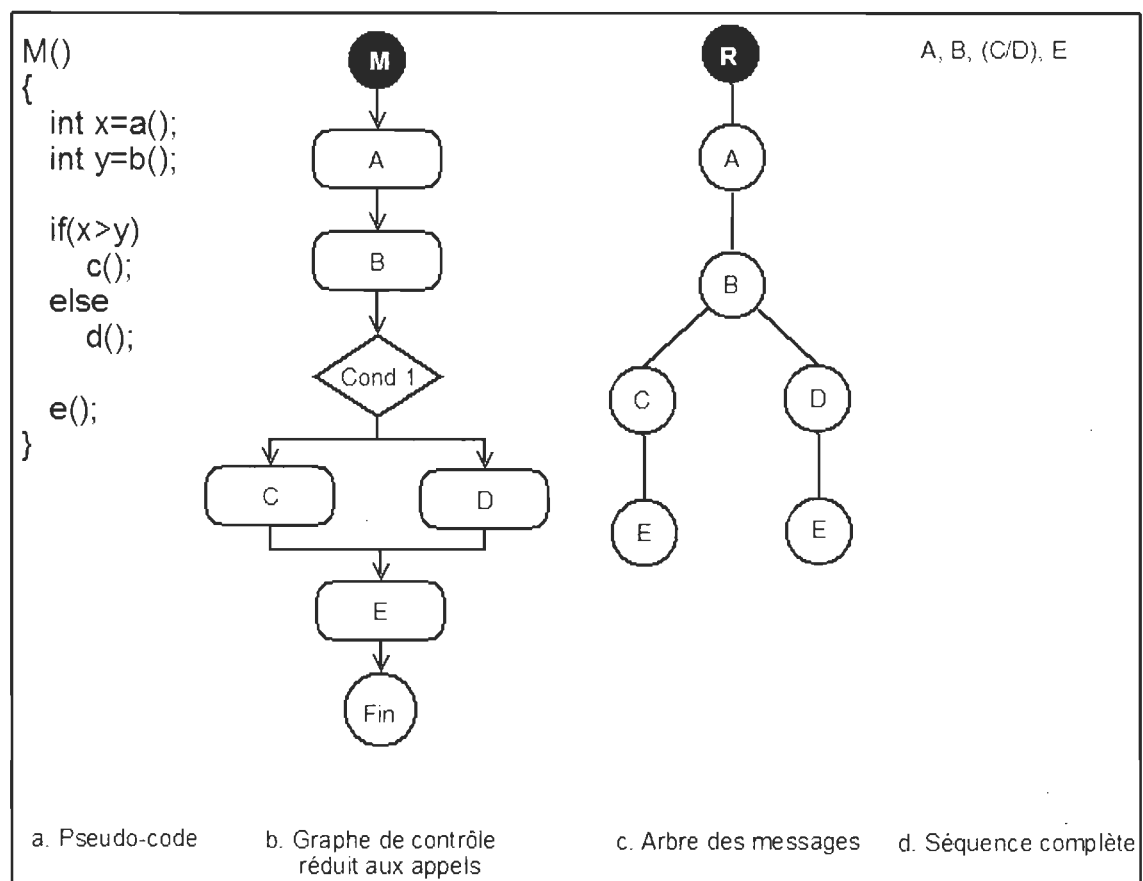 M()
{
int x=a();
int y=b();
if(x>y)
c();
else
d();
e();
}
M
A
B
Cond 1
C
D
E
Fin
R
A
B
C
D
E
E
A, B, (C/D), E
a. Pseudo-code
b. Graphe de contrôle
réduit aux appels
c. Arbre des messages
d. Séquence complète